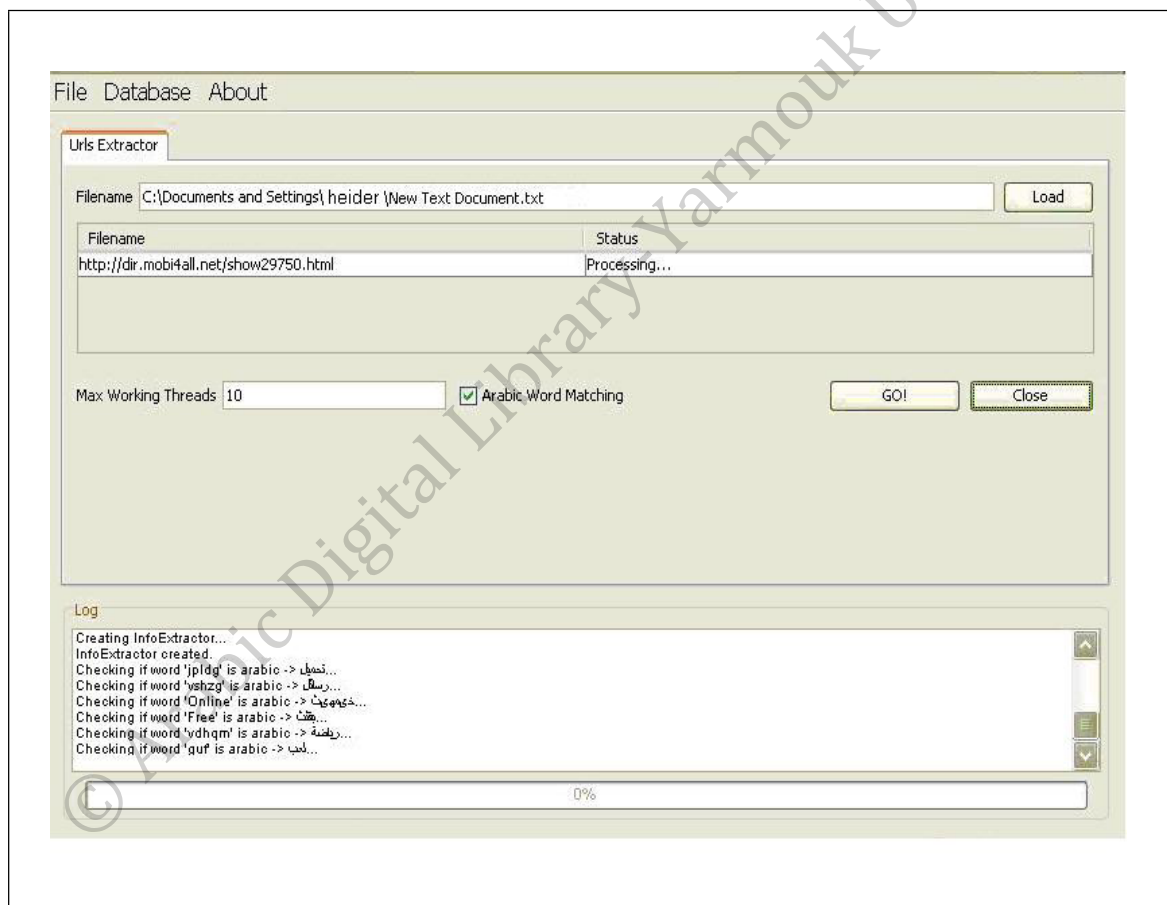 File Database About
Urls Extractor
Filename C:\Documents and Settings\ heider \New Text Document.txt Load
Filename Status
http://dir.mobi4all.net/show29750.html Processing...
Max Working Threads 10 Arabic Word Matching GO! Close
Log
Creating InfoExtractor...
InfoExtractor created.
Checking if word 'jpldg' is arabic -> تحميل...
Checking if word 'vshzg' is arabic -> رسائل...
Checking if word 'Online' is arabic -> خىمهىث...
Checking if word 'Free' is arabic -> بقثث...
Checking if word 'vdhqm' is arabic -> رياضة...
Checking if word 'guf' is arabic -> لعب...
0%
© Arabic Digital Library-Yarmouk U